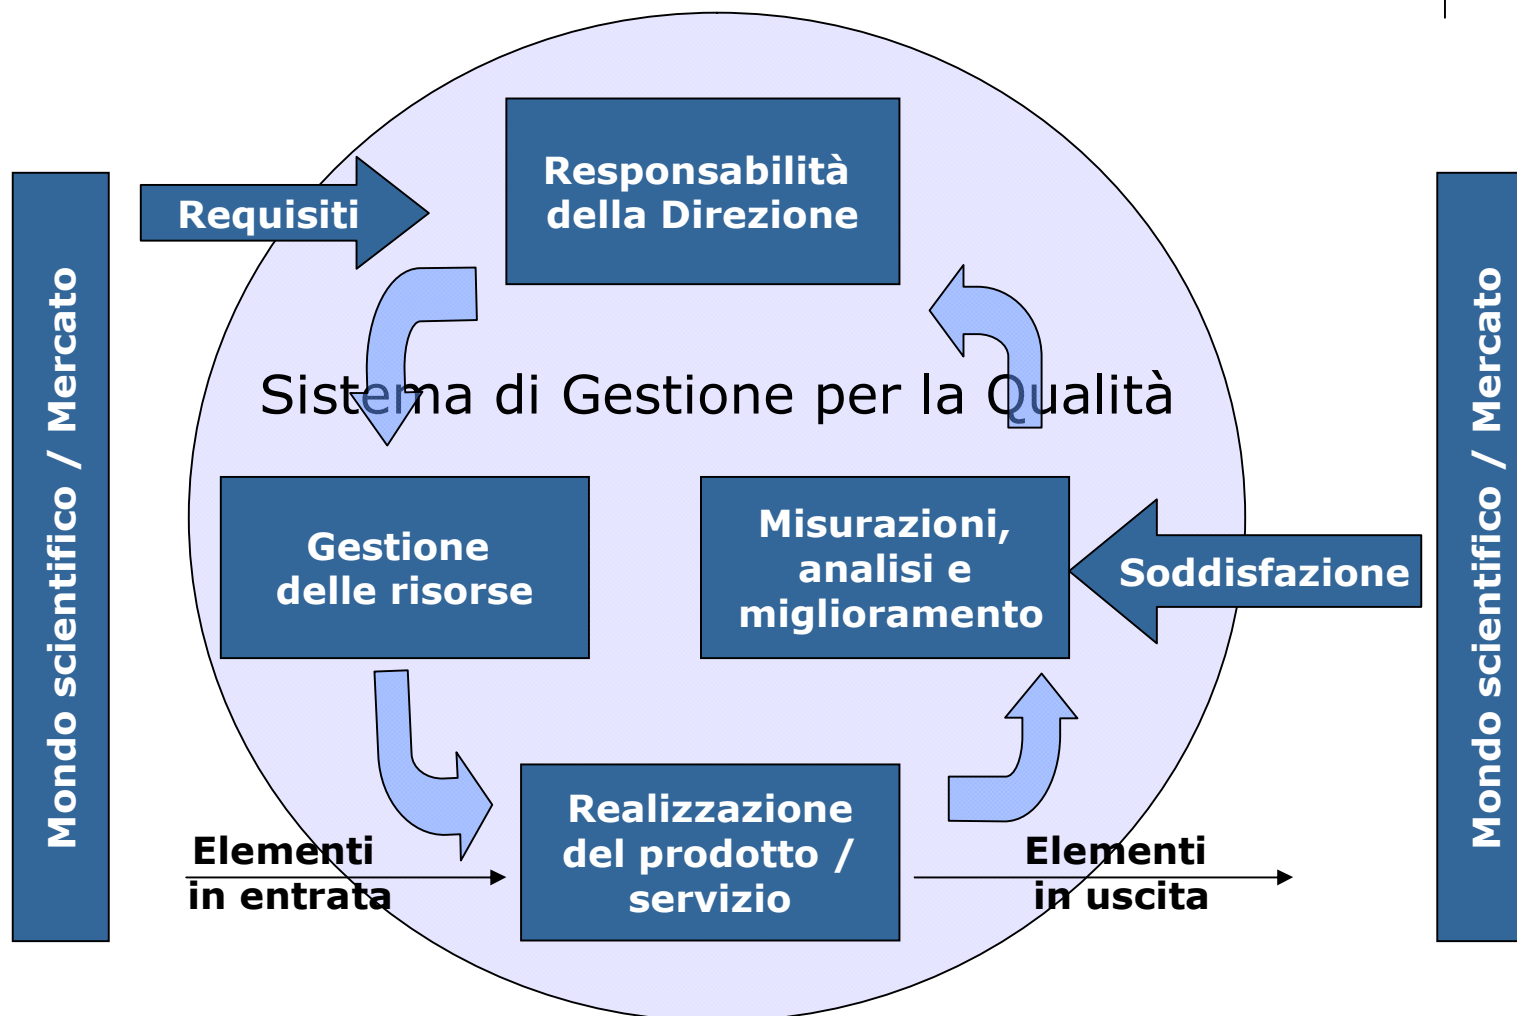 Responsabilità
della Direzione
Requisiti
Mondo scientifico / Mercato
Sistema di Gestione per la Qualità
Gestione
delle risorse
Misurazioni,
analisi e
miglioramento
Soddisfazione
Mondo scientifico / Mercato
Elementi
in entrata
Realizzazione
del prodotto /
servizio
Elementi
in uscita